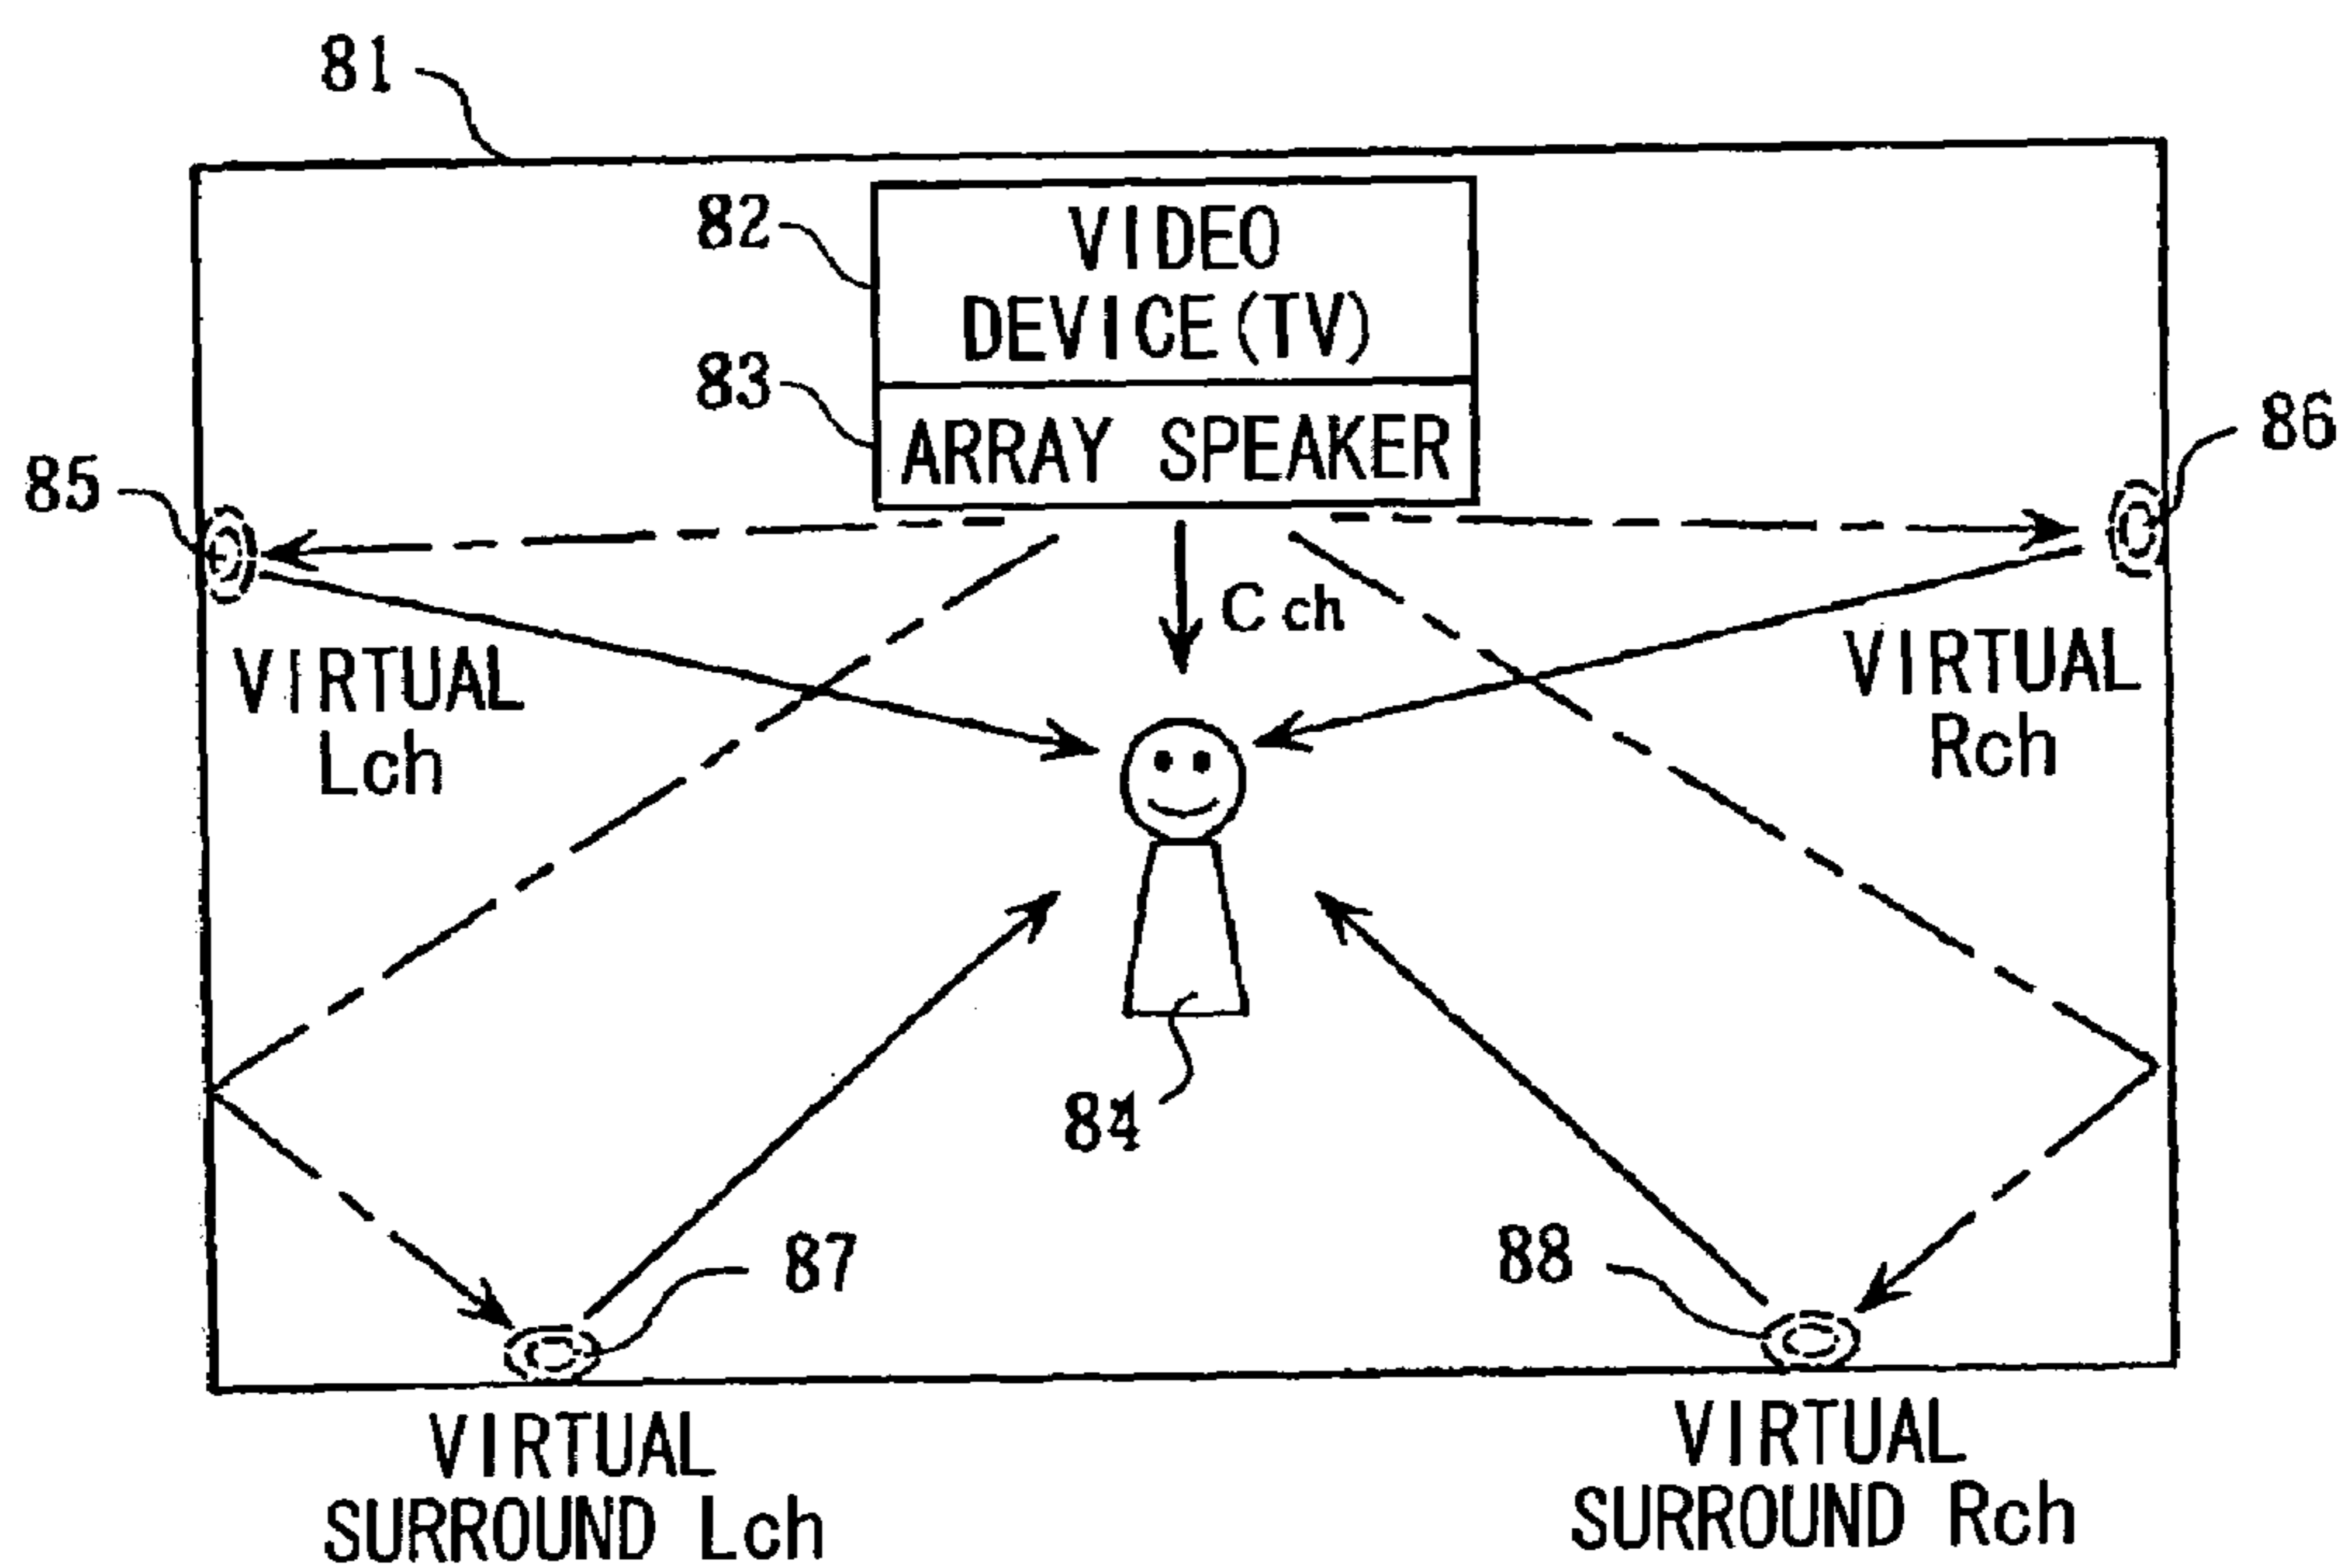 81
82
VIDEO
DEVICE(TV)
83
ARRAY SPEAKER
85
86
C ch
VIRTUAL
Lch
VIRTUAL
Rch
84
87
88
VIRTUAL
SURROUND Lch
VIRTUAL
SURROUND Rch